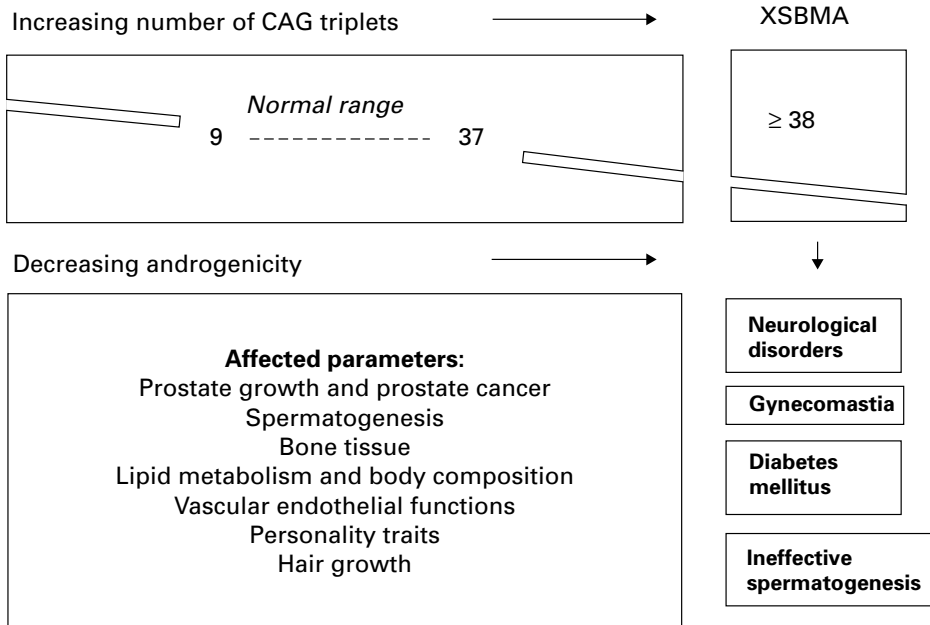 Increasing number of CAG triplets
XSBMA
Normal range
9 ------------- 37
≥ 38
Decreasing androgenicity
Affected parameters:
Prostate growth and prostate cancer
Spermatogenesis
Bone tissue
Lipid metabolism and body composition
Vascular endothelial functions
Personality traits
Hair growth
Neurological
disorders
Gynecomastia
Diabetes
mellitus
Ineffective
spermatogenesis